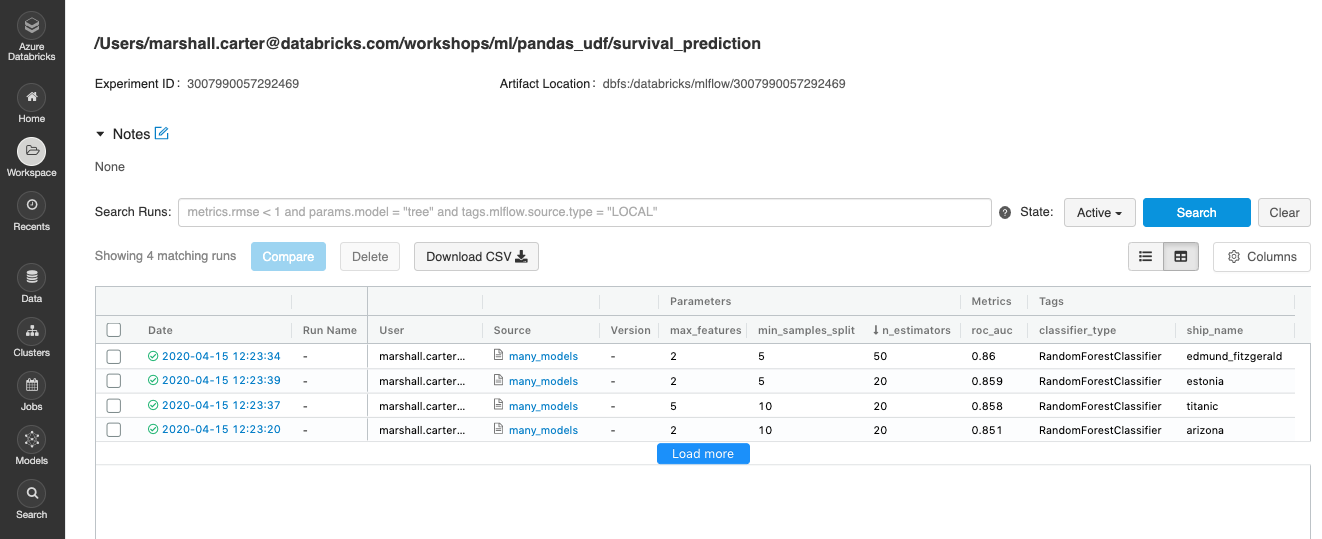 Azure
Databricks
Home
Workspace
Recents
Data
Clusters
Jobs
Models
Search
/Users/marshall.carter@databricks.com/workshops/ml/pandas_udf/survival_prediction
Experiment ID : 3007990057292469 Artifact Location : dbfs:/databricks/mlflow/3007990057292469
Notes
None
Search Runs: metrics.rmse < 1 and params.model = "tree" and tags.mlflow.source.type = "LOCAL" ? State: Active Search Clear
Showing 4 matching runs Compare Delete Download CSV Columns
Parameters Metrics Tags
Date Run Name User Source Version max_features min_samples_split ↓ n_estimators roc_auc classifier_type ship_name
2020-04-15 12:23:34 - marshall.carter... many_models - 2 5 50 0.86 RandomForestClassifier edmund_fitzgerald
2020-04-15 12:23:39 - marshall.carter... many_models - 2 5 20 0.859 RandomForestClassifier estonia
2020-04-15 12:23:37 - marshall.carter... many_models - 5 10 20 0.858 RandomForestClassifier titanic
2020-04-15 12:23:20 - marshall.carter... many_models - 2 10 20 0.851 RandomForestClassifier arizona
Load more